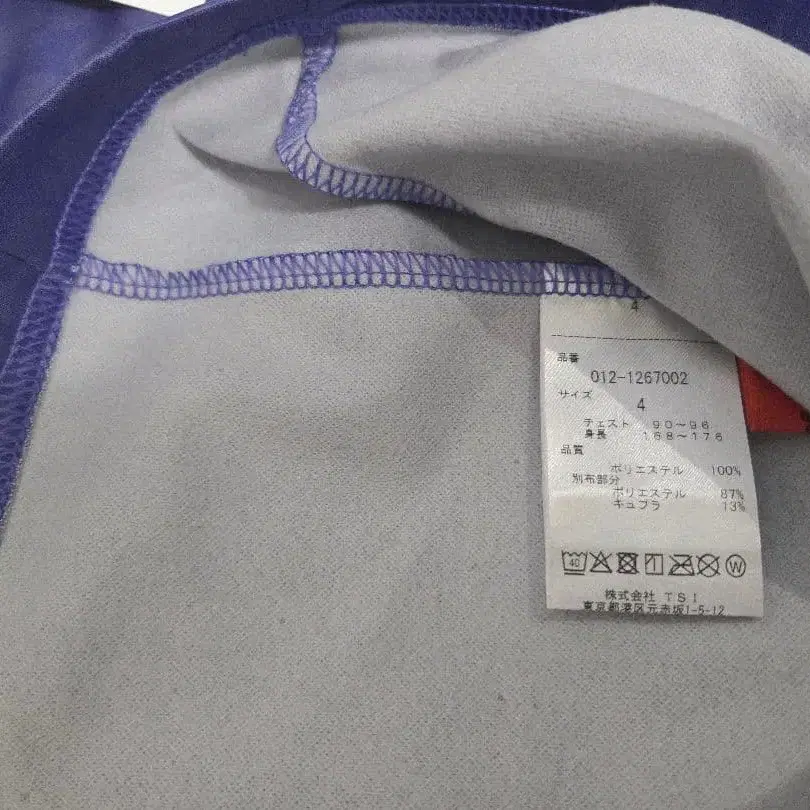 4
品番
012-1267002
サイズ
4
チェスト 90～96
身長 168～176
品質
ポリエステル 100%
別布部分
ポリエステル 87%
キュプラ 13%
40 W
株式会社 TSI
東京都港区元赤坂1-5-12